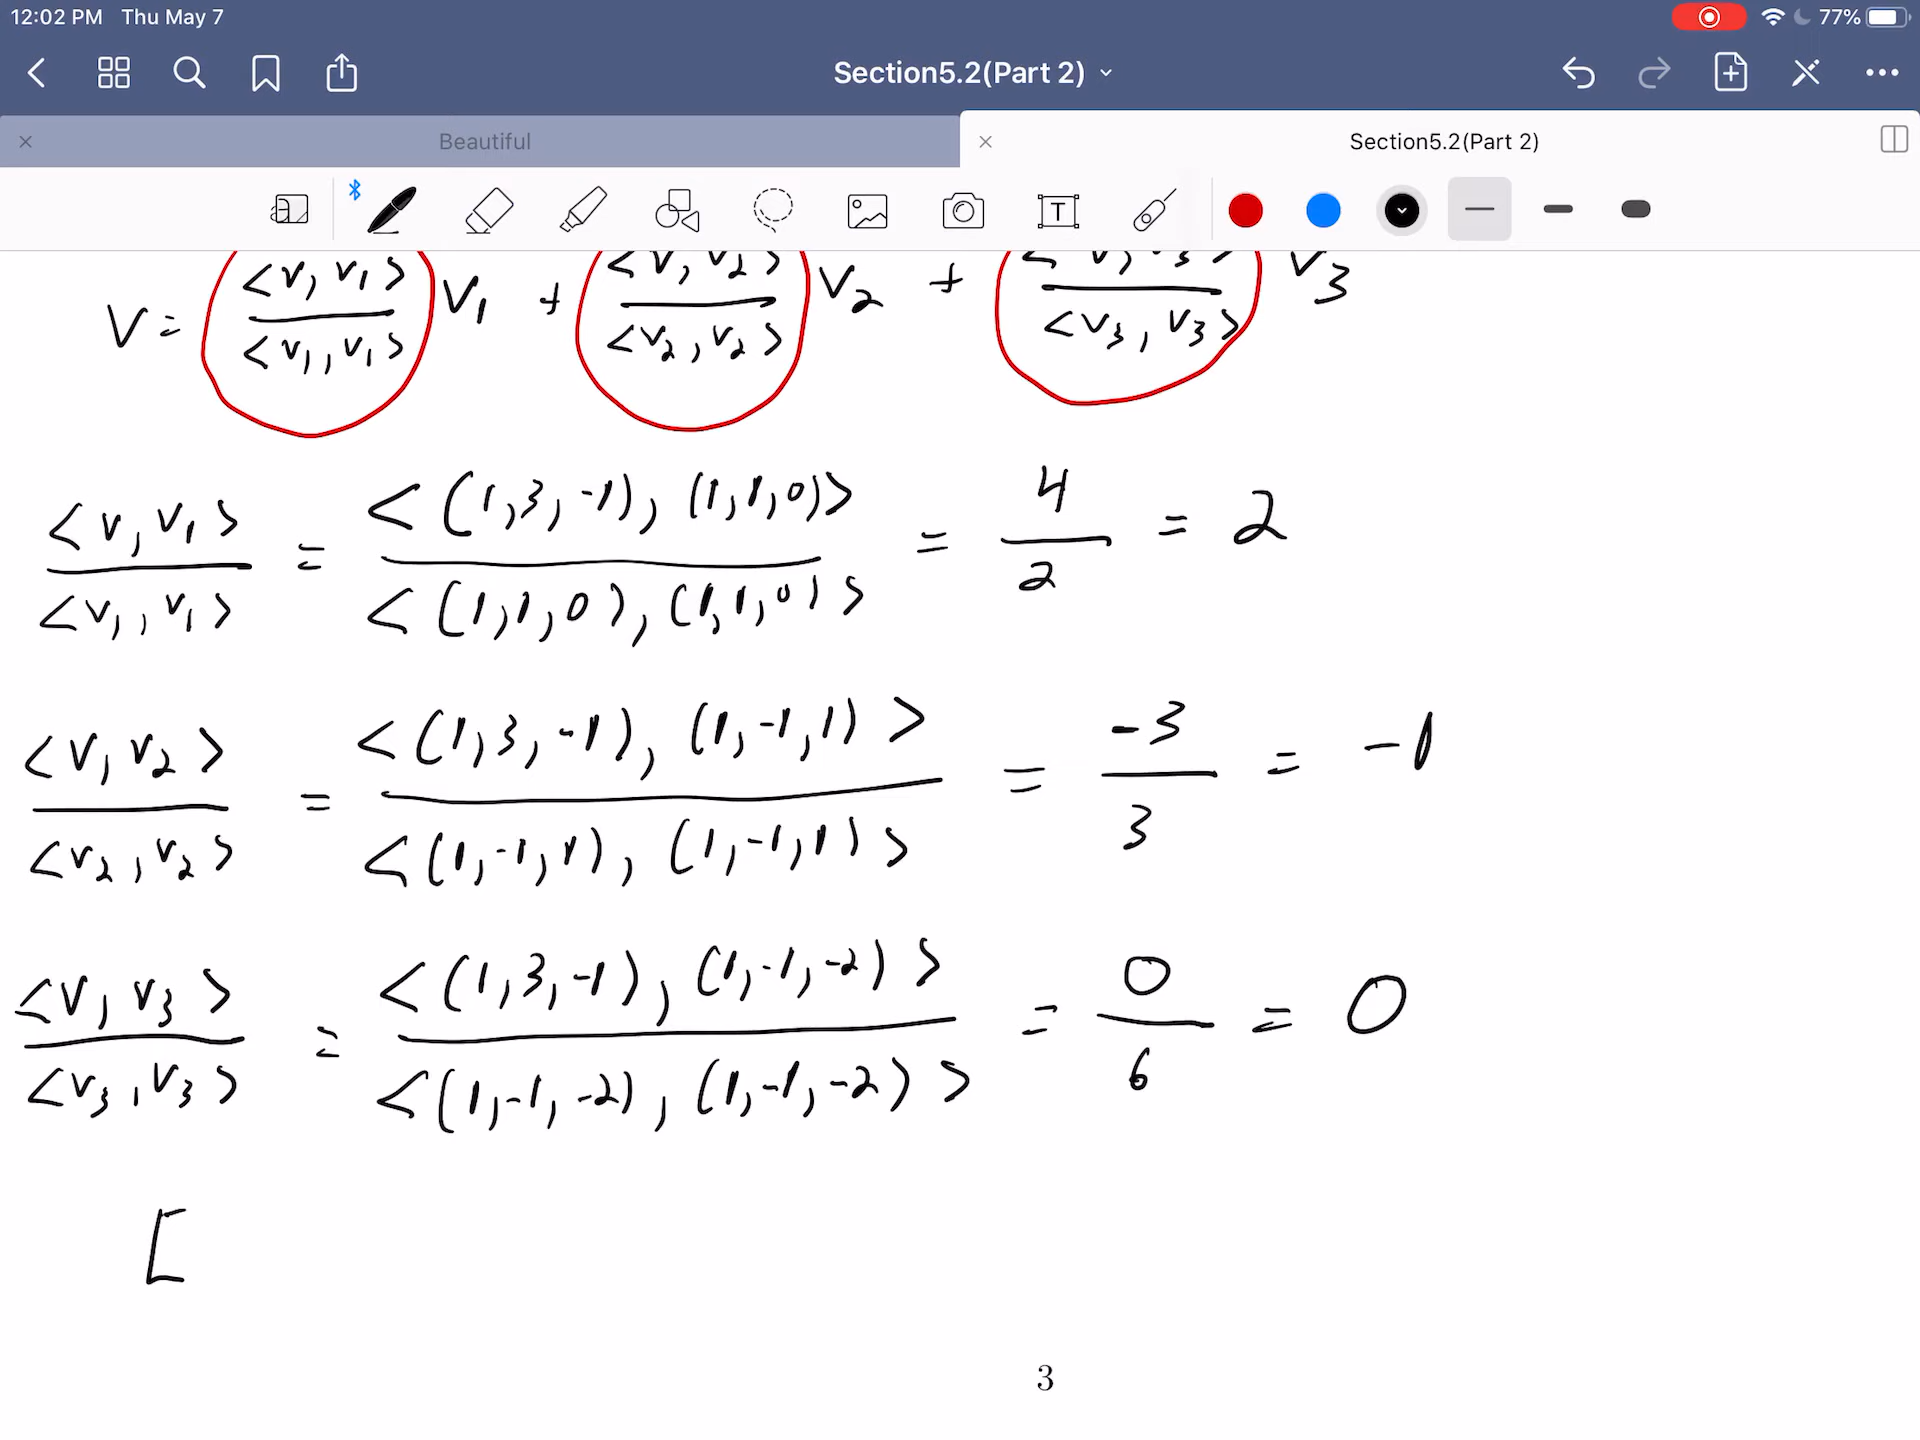 12:02 PM Thu May 7 77%
Section5.2(Part 2)
Beautiful Section5.2(Part 2)
V = <v, v1> / <v1, v1> v1 + <v, v2> / <v2, v2> v2 + <v, v3> / <v3, v3> v3
<v, v1> / <v1, v1> = <(1,3,-1), (1,1,0)> / <(1,1,0), (1,1,0)> = 4/2 = 2
<v, v2> / <v2, v2> = <(1,3,-1), (1,-1,1)> / <(1,-1,1), (1,-1,1)> = -3/3 = -1
<v, v3> / <v3, v3> = <(1,3,-1), (1,-1,-2)> / <(1,-1,-2), (1,-1,-2)> = 0/6 = 0
[
3